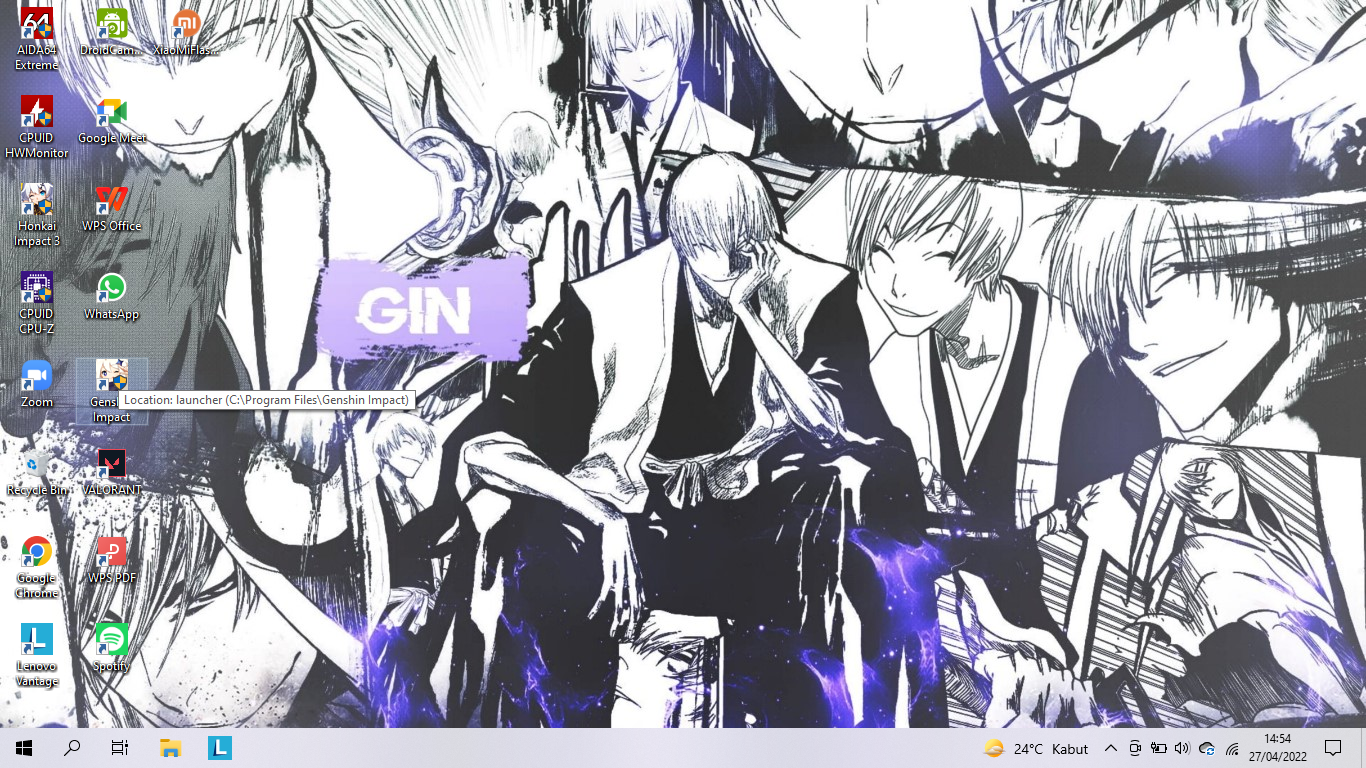 64
AIDA64
Extreme
DroidCam...
XiaoMiFlas...
CPUID
HWMonitor
Google Meet
Honkai
Impact 3
WPS Office
CPUID
CPU-Z
WhatsApp
GIN
Zoom
Gens
Impact
Location: launcher (C:\Program Files\Genshin Impact)
Recycle Bin
VALORANT
Google
Chrome
WPS PDF
Lenovo
Vantage
Spotify
L
L
24°C Kabut
14:54
27/04/2022